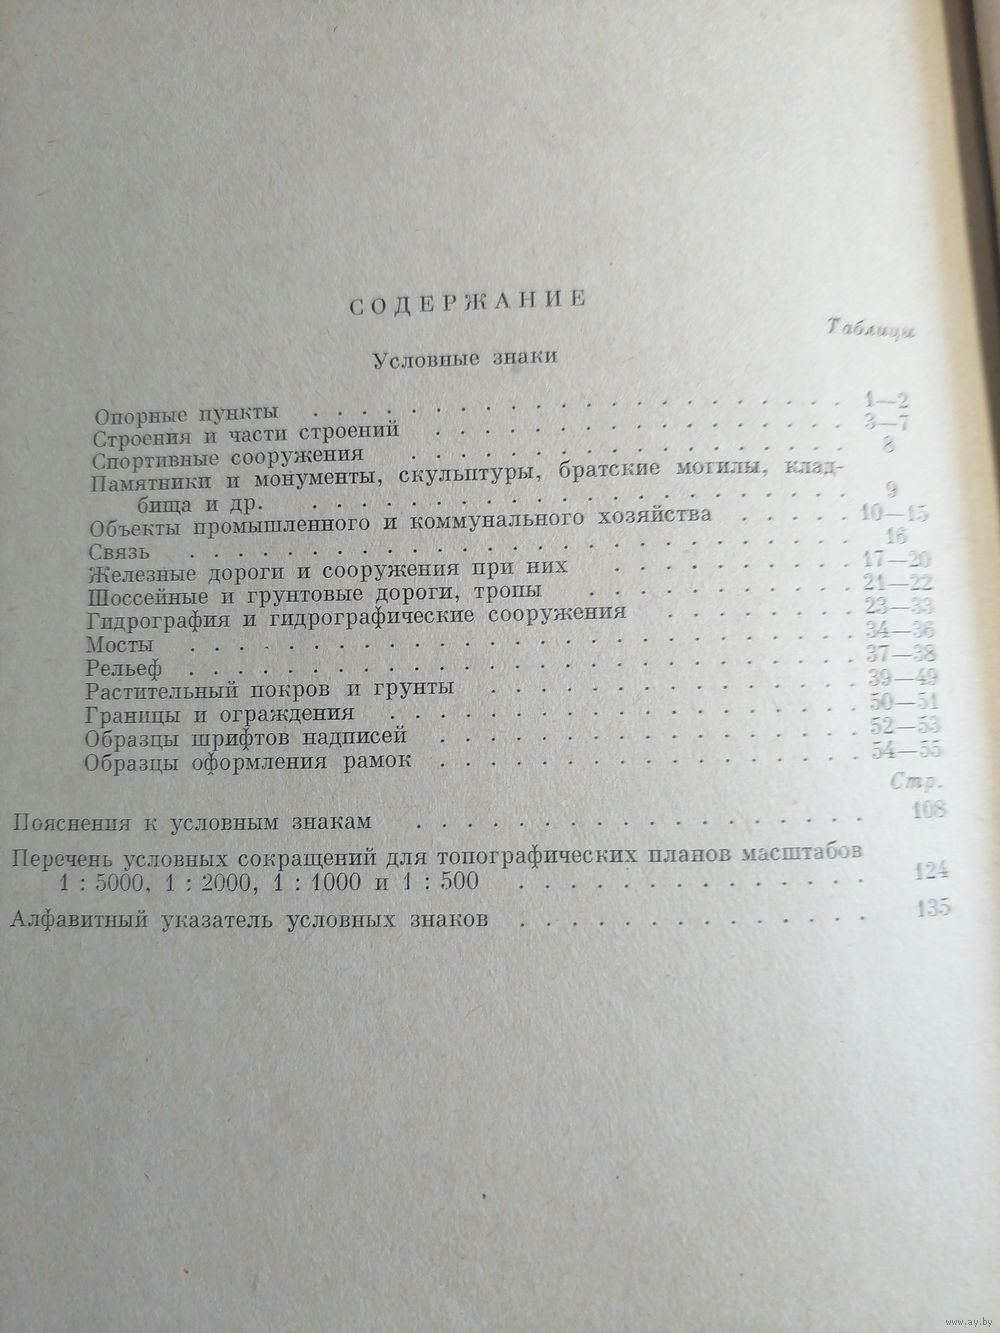 СОДЕРЖАНИЕ
Таблицы
Условные знаки
Опорные пункты . . . . . . . . . . . . . . . . . . . . . . 1—2
Строения и части строений . . . . . . . . . . . . . . . . . 3—7
Спортивные сооружения . . . . . . . . . . . . . . . . . . 8
Памятники и монументы, скульптуры, братские могилы, клад-
бища и др. . . . . . . . . . . . . . . . . . . . . . . 9
Объекты промышленного и коммунального хозяйства . . . . . 10—15
Связь . . . . . . . . . . . . . . . . . . . . . . . . . . . 16
Железные дороги и сооружения при них . . . . . . . . . . 17—20
Шоссейные и грунтовые дороги, тропы . . . . . . . . . . . 21—22
Гидрография и гидрографические сооружения . . . . . . . . 23—33
Мосты . . . . . . . . . . . . . . . . . . . . . . . . . . . 34—36
Рельеф . . . . . . . . . . . . . . . . . . . . . . . . . . . 37—38
Растительный покров и грунты . . . . . . . . . . . . . . . 39—49
Границы и ограждения . . . . . . . . . . . . . . . . . . . 50—51
Образцы шрифтов надписей . . . . . . . . . . . . . . . . . 52—53
Образцы оформления рамок . . . . . . . . . . . . . . . . . 54—55
Стр.
Пояснения к условным знакам . . . . . . . . . . . . . . . . . . 108
Перечень условных сокращений для топографических планов масштабов
1 : 5000, 1 : 2000, 1 : 1000 и 1 : 500 . . . . . . . . . . . . . . 124
Алфавитный указатель условных знаков . . . . . . . . . . . . . . 135
www.ay.by